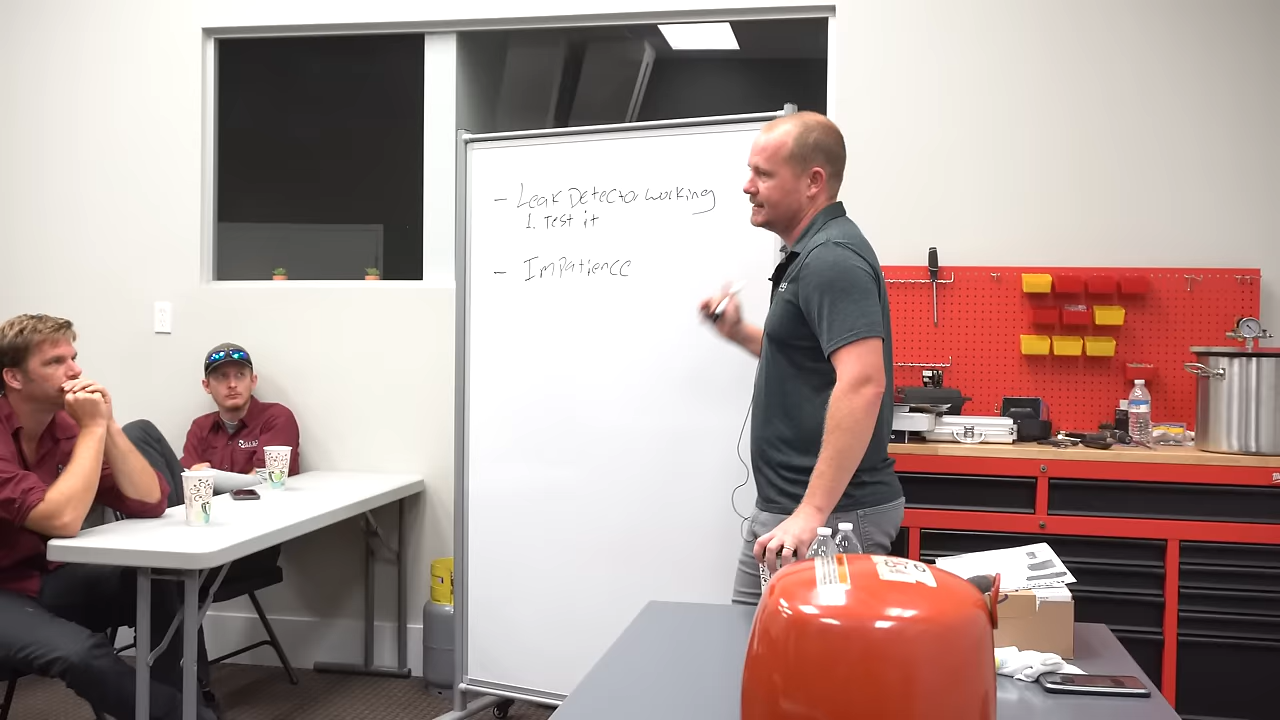 - Leak Detector working
1. Test it
- Impatience